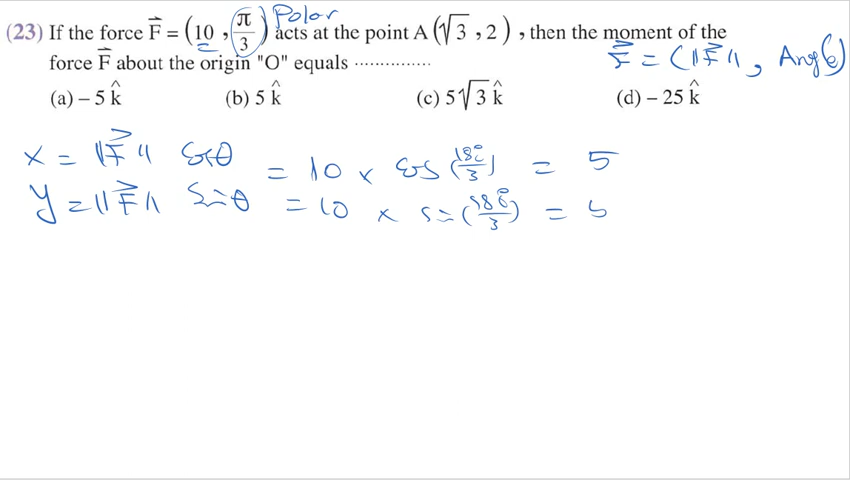 (23) If the force F⃗ = (10 , π/3) acts at the point A (√3 , 2) , then the moment of the
Polar
force F⃗ about the origin "O" equals ...............
F⃗ = (‖F⃗‖ , Angle)
(a) – 5 k̂ (b) 5 k̂ (c) 5√3 k̂ (d) – 25 k̂
x = ‖F⃗‖ cosθ = 10 × cos(180°/3) = 5
y = ‖F⃗‖ sinθ = 10 × sin(180°/3) = 5